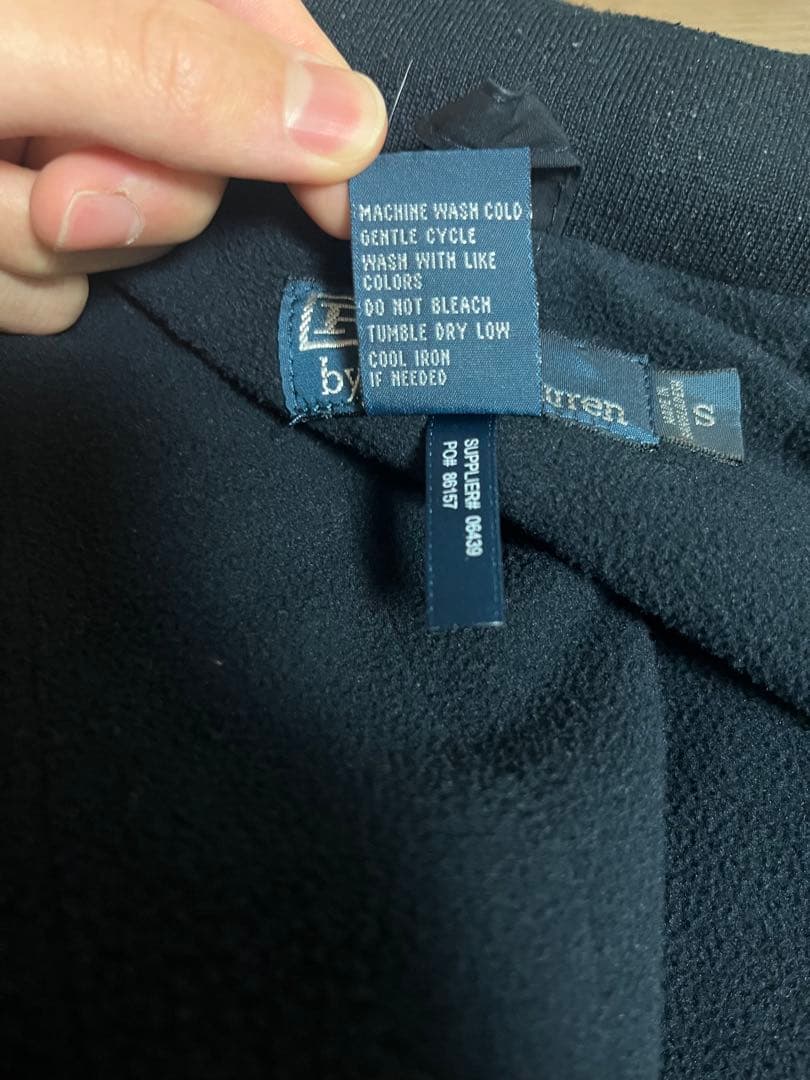 MACHINE WASH COLD
GENTLE CYCLE
WASH WITH LIKE
COLORS
DO NOT BLEACH
TUMBLE DRY LOW
COOL IRON
IF NEEDED
by
uren
S
SUPPLIER# 06439
PO# 86157